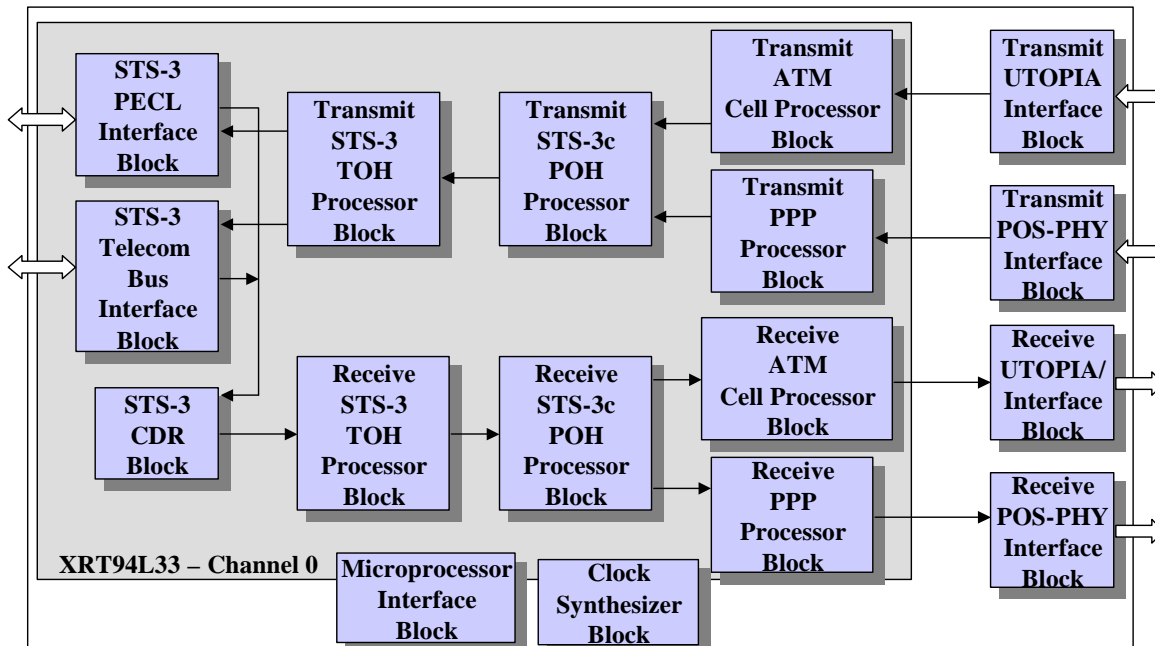 STS-3
PECL
Interface
Block
Transmit
STS-3
TOH
Processor
Block
Transmit
STS-3c
POH
Processor
Block
Transmit
ATM
Cell Processor
Block
Transmit
UTOPIA
Interface
Block
STS-3
Telecom
Bus
Interface
Block
Transmit
PPP
Processor
Block
Transmit
POS-PHY
Interface
Block
STS-3
CDR
Block
Receive
STS-3
TOH
Processor
Block
Receive
STS-3c
POH
Processor
Block
Receive
ATM
Cell Processor
Block
Receive
UTOPIA/
Interface
Block
Receive
PPP
Processor
Block
Receive
POS-PHY
Interface
Block
XRT94L33 – Channel 0
Microprocessor
Interface
Block
Clock
Synthesizer
Block